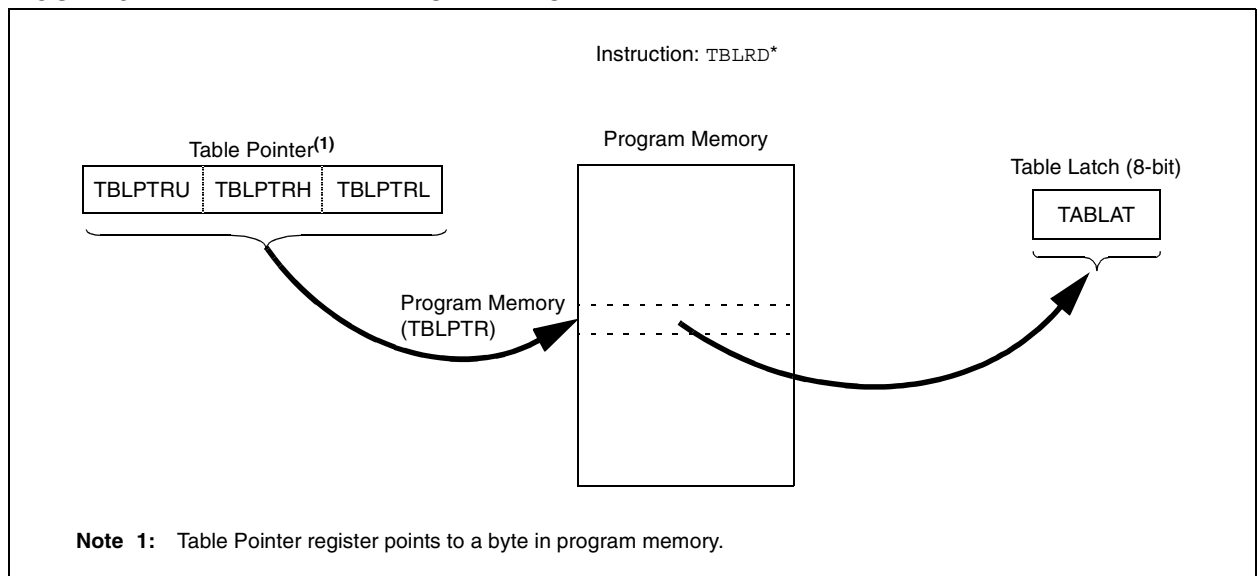 Instruction: TBLRD*
Table Pointer(1)
Program Memory
Table Latch (8-bit)
TBLPTRU TBLPTRH TBLPTRL
TABLAT
Program Memory
(TBLPTR)
Note 1: Table Pointer register points to a byte in program memory.